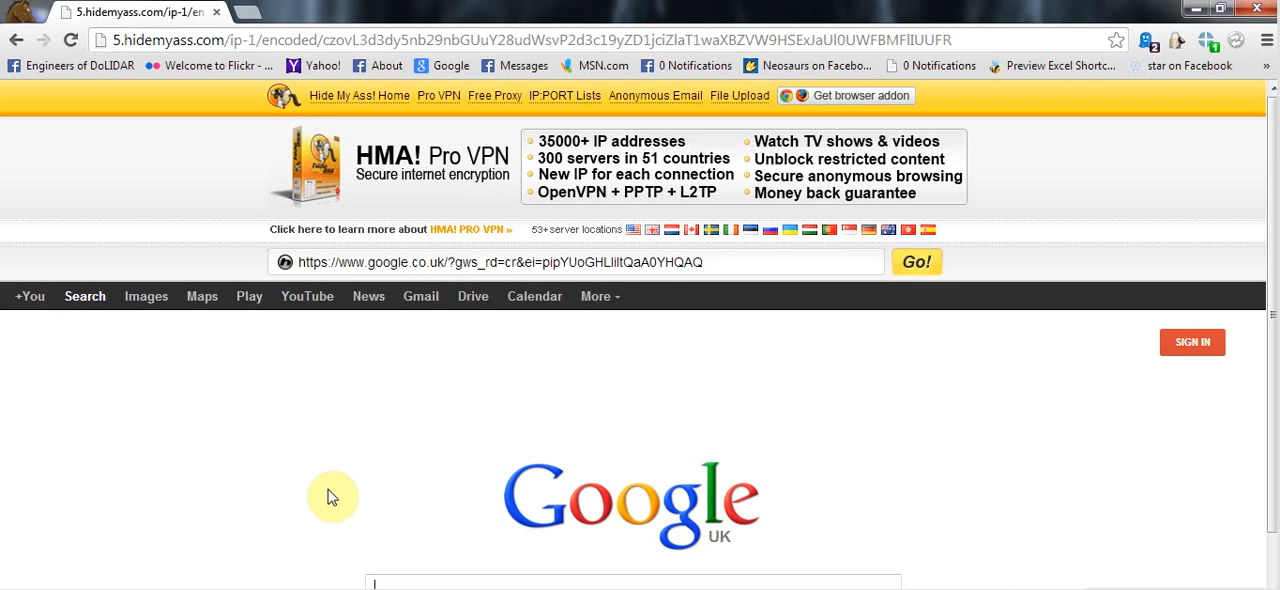 5.hidemyass.com/ip-1/en
5.hidemyass.com/ip-1/encoded/czovL3d3dy5nb29nbGUuY28udWsvP2d3c19yZD1jciZlaT1waXBZVW9HSExJaUl0UWFBMFlIUUFR
Engineers of DoLIDAR Welcome to Flickr - ... Yahoo! About Google Messages MSN.com 0 Notifications Neosaurs on Facebo... 0 Notifications Preview Excel Shortc... star on Facebook »
Hide My Ass! Home Pro VPN Free Proxy IP:PORT Lists Anonymous Email File Upload Get browser addon
HMA! Pro VPN
Secure internet encryption
35000+ IP addresses
300 servers in 51 countries
New IP for each connection
OpenVPN + PPTP + L2TP
Watch TV shows & videos
Unblock restricted content
Secure anonymous browsing
Money back guarantee
Click here to learn more about HMA! PRO VPN » 53+ server locations
https://www.google.co.uk/?gws_rd=cr&ei=pipYUoGHLIiItQaA0YHQAQ Go!
+You Search Images Maps Play YouTube News Gmail Drive Calendar More
SIGN IN
Google
UK